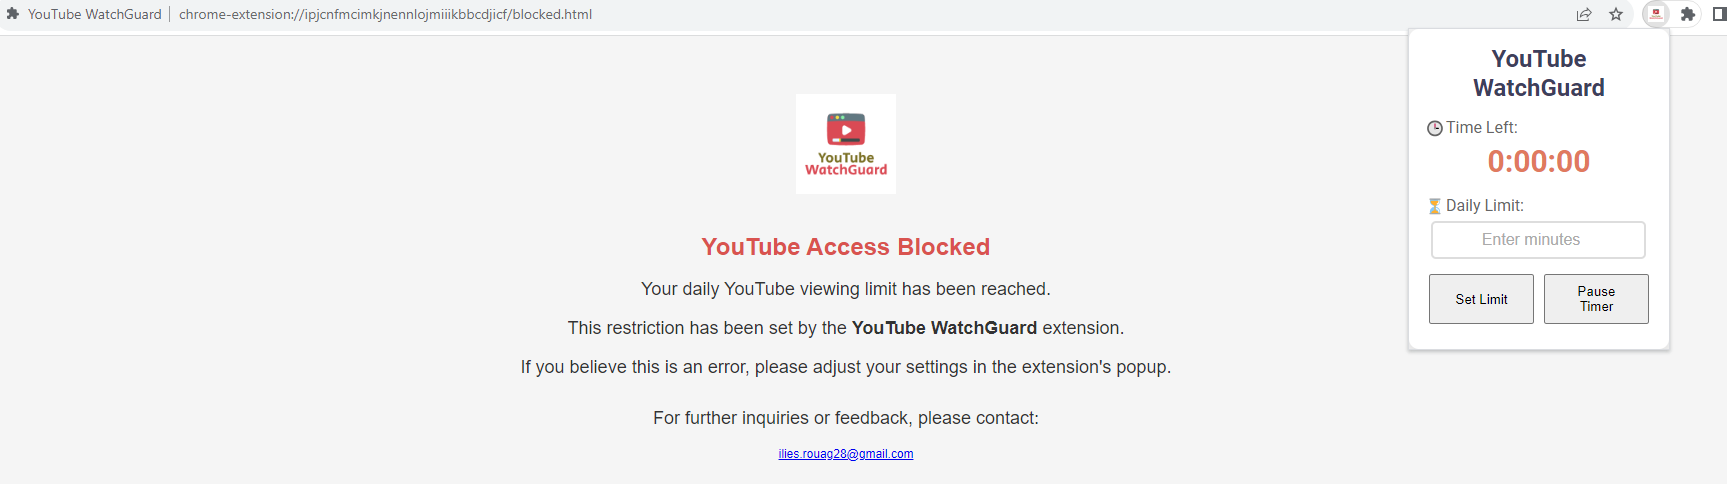 YouTube WatchGuard | chrome-extension://ipjcnfmcimkjnennlojmiiikbbcdjicf/blocked.html
YouTube
WatchGuard
YouTube Access Blocked
Your daily YouTube viewing limit has been reached.
This restriction has been set by the YouTube WatchGuard extension.
If you believe this is an error, please adjust your settings in the extension's popup.
For further inquiries or feedback, please contact:
ilies.rouag28@gmail.com
YouTube
WatchGuard
Time Left:
0:00:00
Daily Limit:
Enter minutes
Set Limit
Pause
Timer